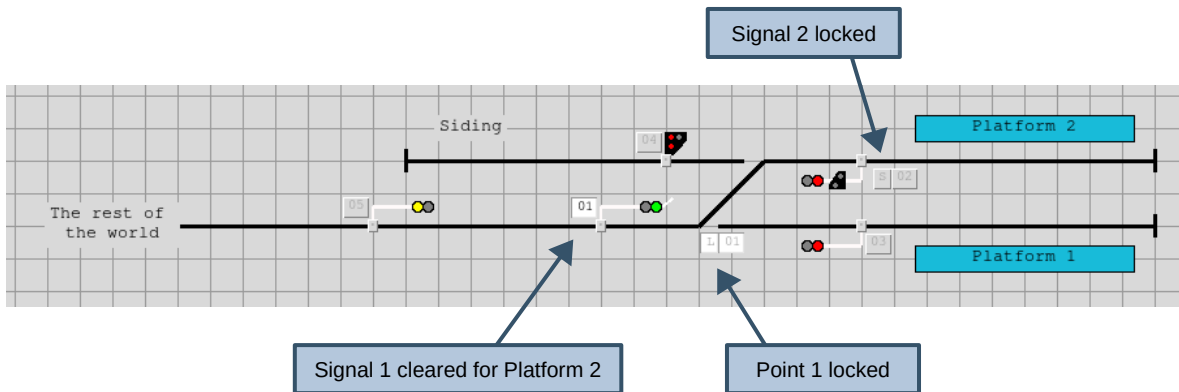 Signal 2 locked
Platform 2
Siding
04
S 02
05
01
The rest of
the world
L 01
03
Platform 1
Signal 1 cleared for Platform 2
Point 1 locked